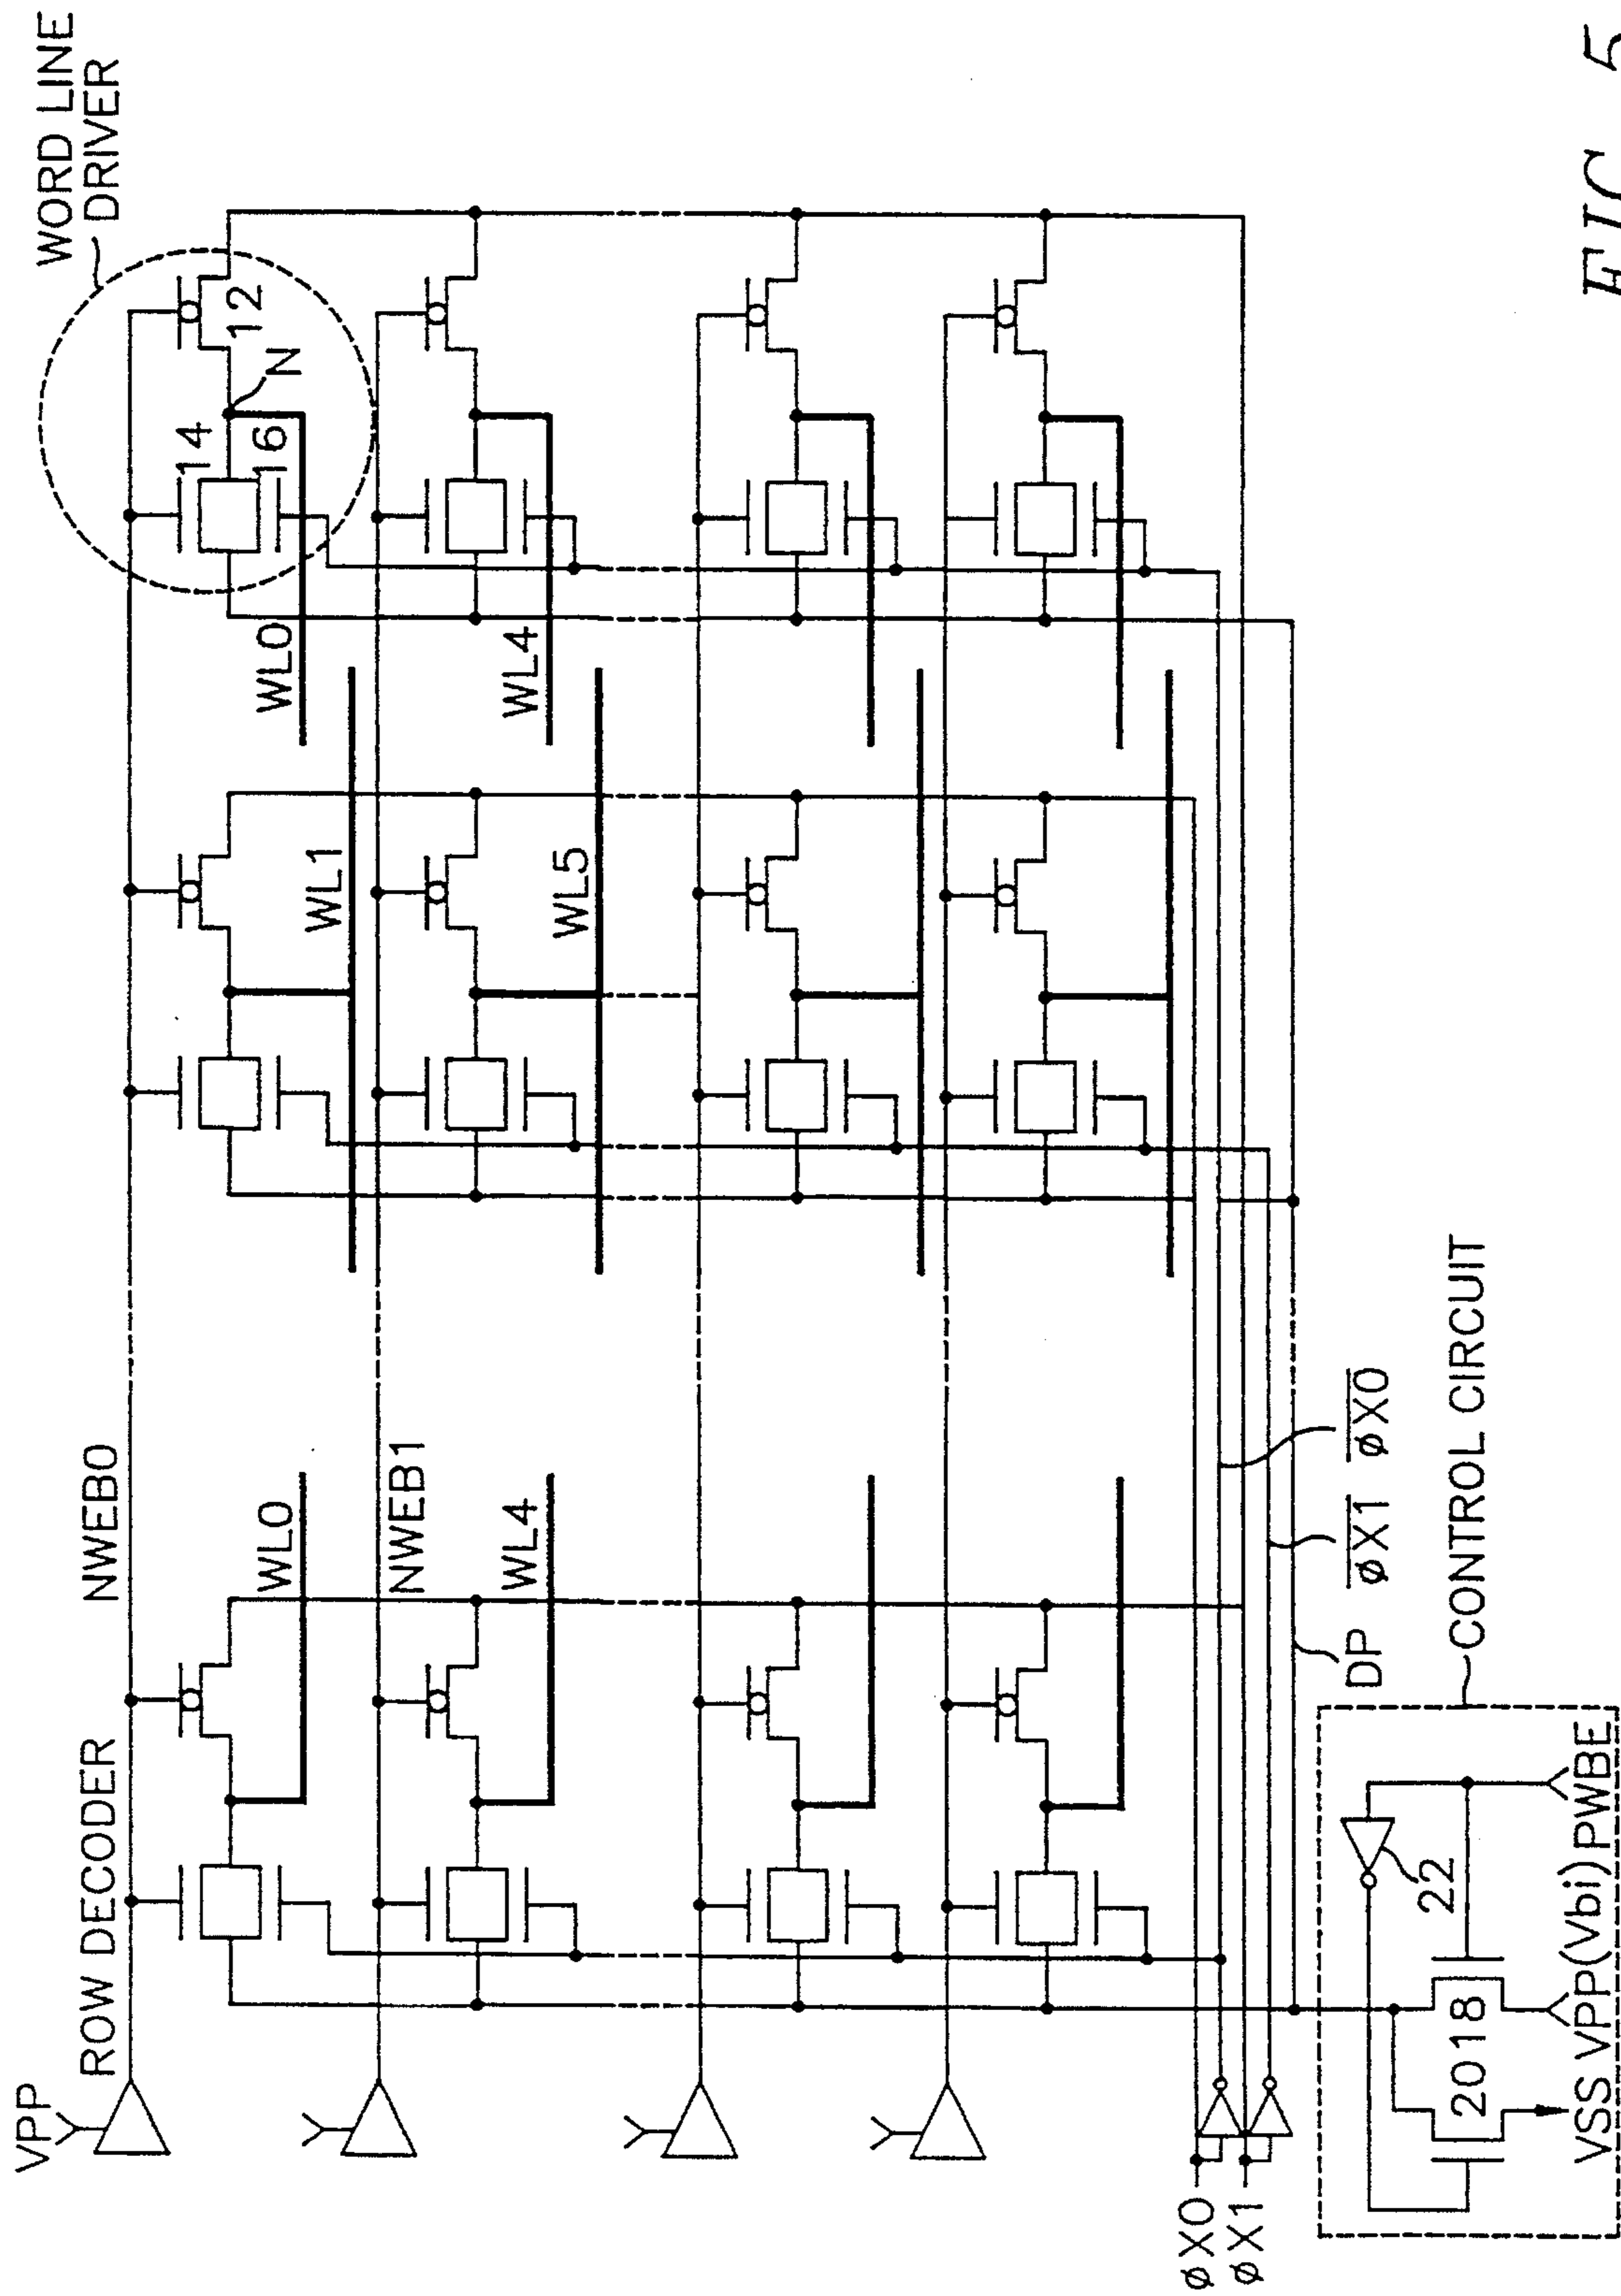 WORD LINE
DRIVER
VPP
ROW DECODER
NWEB0
14
16
N
12
WL0
WL1
WL0
NWEB1
WL4
WL5
WL4
φX0
φX1
DP
φX1
φX0
CONTROL CIRCUIT
22
20
18
VSS
VPP(Vbi)
PWBE
FIG. 5